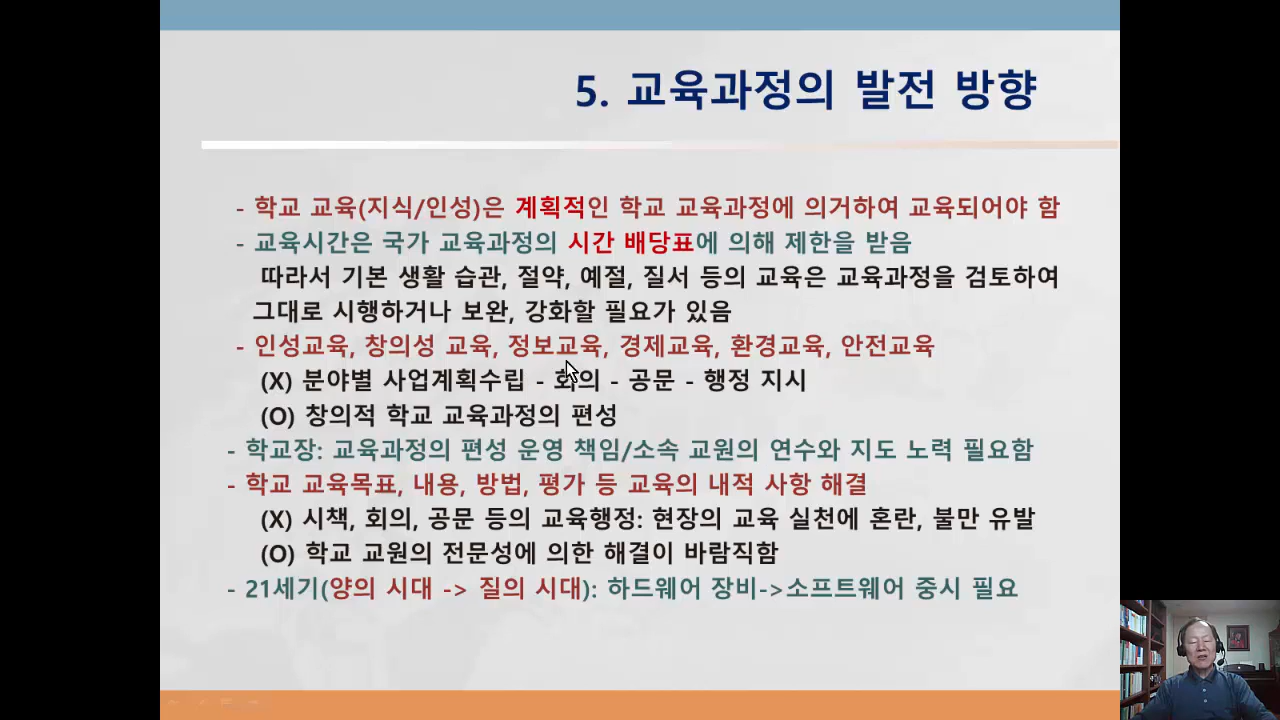 5. 교육과정의 발전 방향
- 학교 교육(지식/인성)은 계획적인 학교 교육과정에 의거하여 교육되어야 함
- 교육시간은 국가 교육과정의 시간 배당표에 의해 제한을 받음
따라서 기본 생활 습관, 절약, 예절, 질서 등의 교육은 교육과정을 검토하여
그대로 시행하거나 보완, 강화할 필요가 있음
- 인성교육, 창의성 교육, 정보교육, 경제교육, 환경교육, 안전교육
(X) 분야별 사업계획수립 - 회의 - 공문 - 행정 지시
(O) 창의적 학교 교육과정의 편성
- 학교장: 교육과정의 편성 운영 책임/소속 교원의 연수와 지도 노력 필요함
- 학교 교육목표, 내용, 방법, 평가 등 교육의 내적 사항 해결
(X) 시책, 회의, 공문 등의 교육행정: 현장의 교육 실천에 혼란, 불만 유발
(O) 학교 교원의 전문성에 의한 해결이 바람직함
- 21세기(양의 시대 -> 질의 시대): 하드웨어 장비->소프트웨어 중시 필요